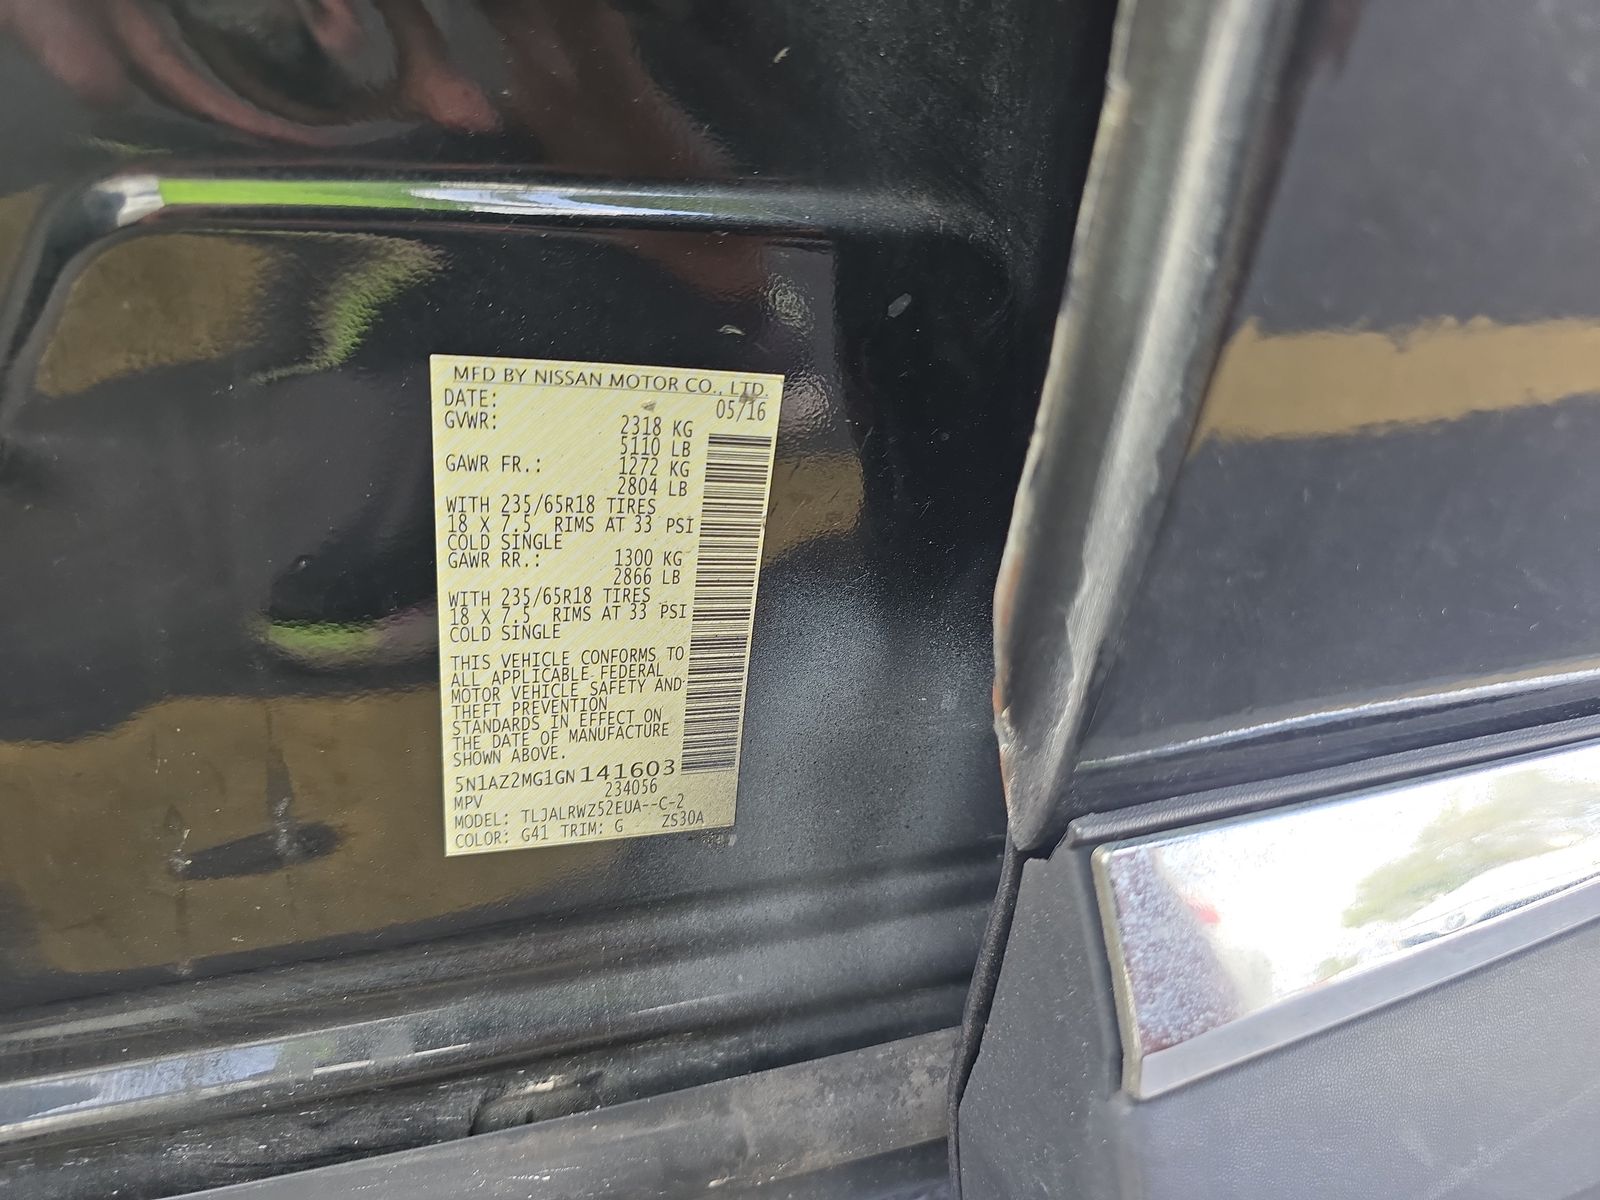 MFD BY NISSAN MOTOR CO., LTD.
DATE: 05/16
GVWR: 2318 KG
5110 LB
GAWR FR.: 1272 KG
2804 LB
WITH 235/65R18 TIRES
18 X 7.5 RIMS AT 33 PSI
COLD SINGLE
GAWR RR.: 1300 KG
2866 LB
WITH 235/65R18 TIRES
18 X 7.5 RIMS AT 33 PSI
COLD SINGLE
THIS VEHICLE CONFORMS TO
ALL APPLICABLE FEDERAL
MOTOR VEHICLE SAFETY AND
THEFT PREVENTION
STANDARDS IN EFFECT ON
THE DATE OF MANUFACTURE
SHOWN ABOVE.
5N1AZ2MG1GN141603
MPV 234056
MODEL: TLJALRWZ52EUA--C-2
COLOR: G41 TRIM: G ZS30A